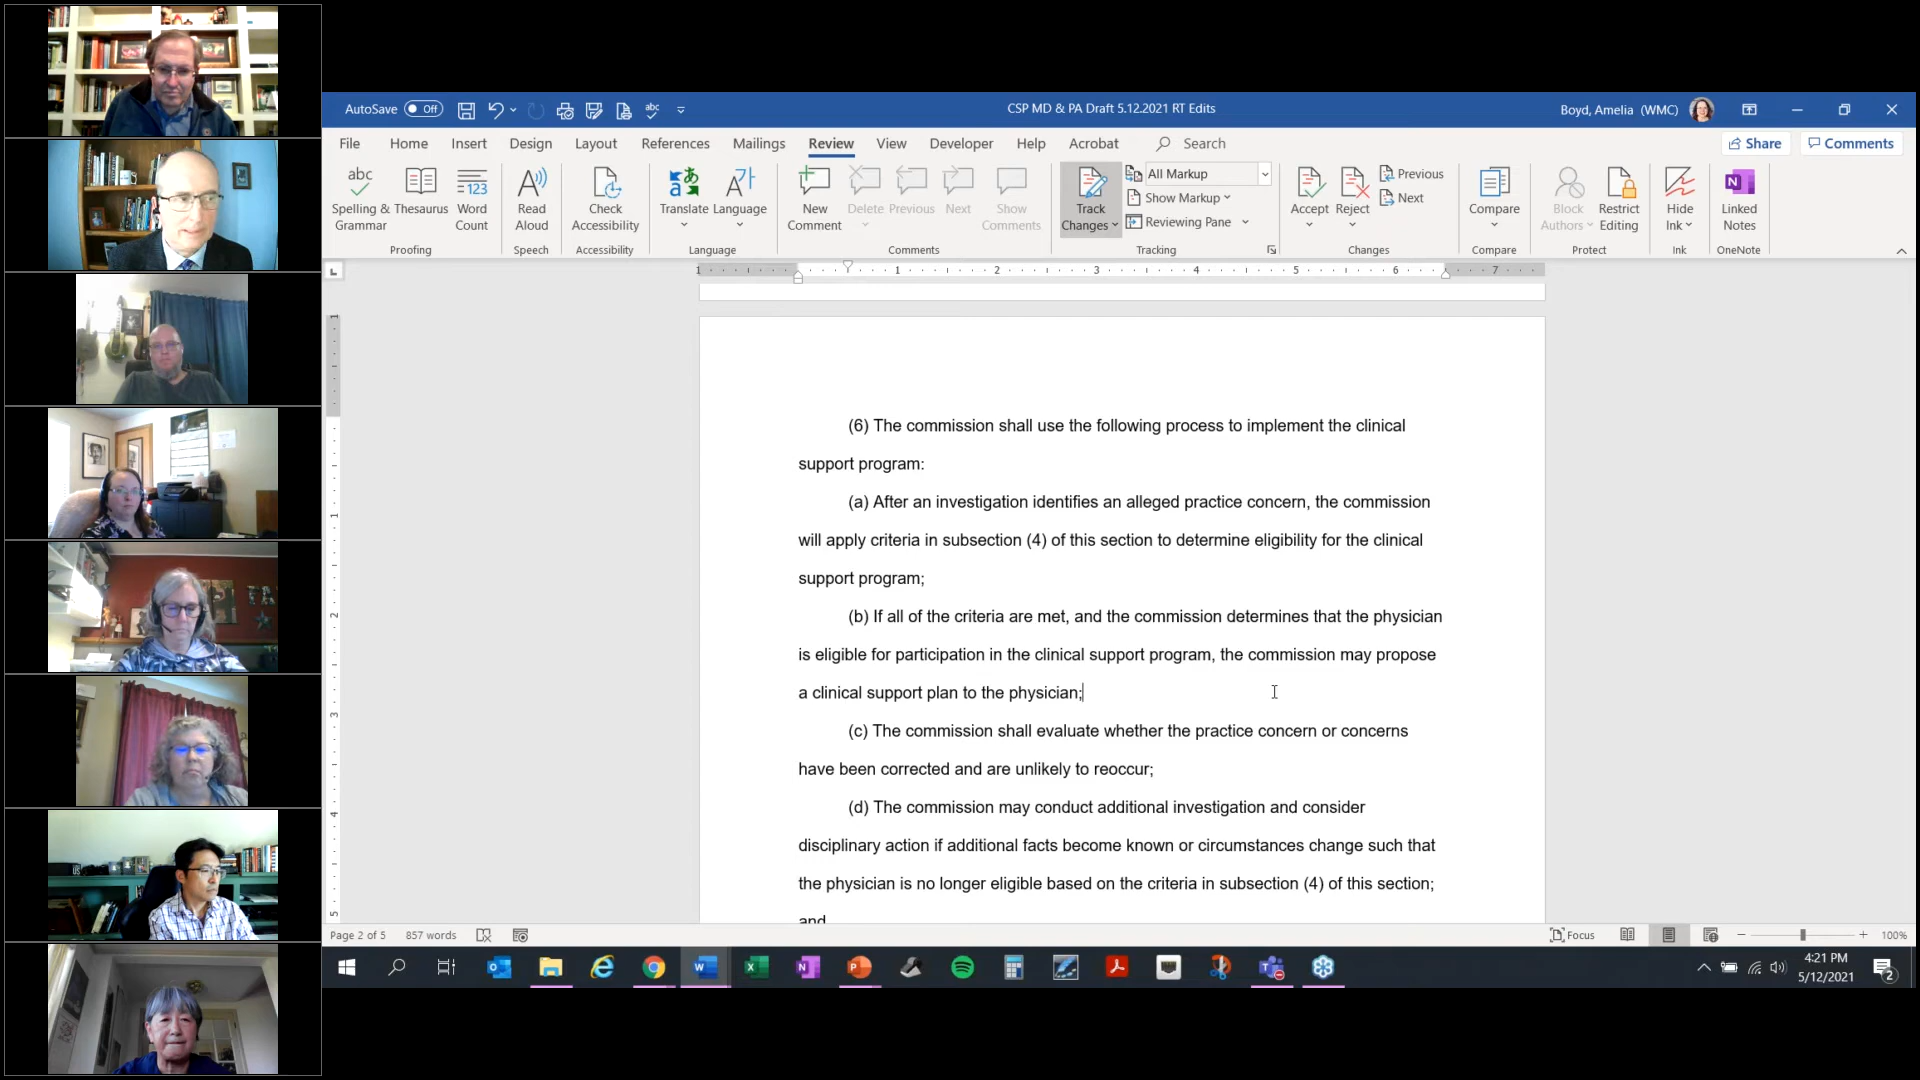 AutoSave Off
CSP MD & PA Draft 5.12.2021 RT Edits
Boyd, Amelia (WMC)
File Home Insert Design Layout References Mailings Review View Developer Help Acrobat Search
Share Comments
abc Spelling & Grammar
Thesaurus
123 Word Count
Read Aloud
Check Accessibility
Translate
Language
New Comment
Delete
Previous
Next
Show Comments
Track Changes
All Markup
Show Markup
Reviewing Pane
Accept
Reject
Previous
Next
Compare
Block Authors
Restrict Editing
Hide Ink
Linked Notes
Proofing Speech Accessibility Language Comments Tracking Changes Compare Protect Ink OneNote
1 1 2 3 4 5 6 7
(6) The commission shall use the following process to implement the clinical
support program:
(a) After an investigation identifies an alleged practice concern, the commission
will apply criteria in subsection (4) of this section to determine eligibility for the clinical
support program;
(b) If all of the criteria are met, and the commission determines that the physician
is eligible for participation in the clinical support program, the commission may propose
a clinical support plan to the physician;
(c) The commission shall evaluate whether the practice concern or concerns
have been corrected and are unlikely to reoccur;
(d) The commission may conduct additional investigation and consider
disciplinary action if additional facts become known or circumstances change such that
the physician is no longer eligible based on the criteria in subsection (4) of this section;
and
Page 2 of 5 857 words
Focus
100%
4:21 PM
5/12/2021
2